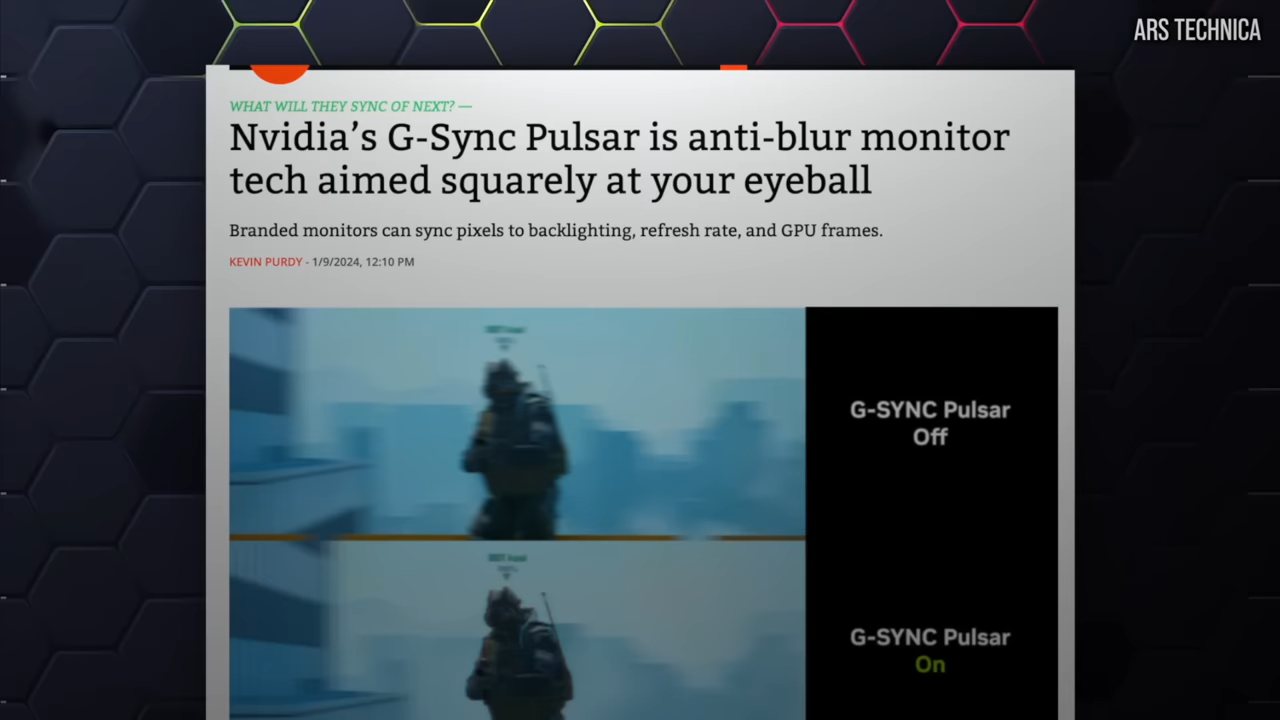 ARS TECHNICA
WHAT WILL THEY SYNC OF NEXT? —
Nvidia’s G-Sync Pulsar is anti-blur monitor
tech aimed squarely at your eyeball
Branded monitors can sync pixels to backlighting, refresh rate, and GPU frames.
KEVIN PURDY - 1/9/2024, 12:10 PM
G-SYNC Pulsar
Off
G-SYNC Pulsar
On